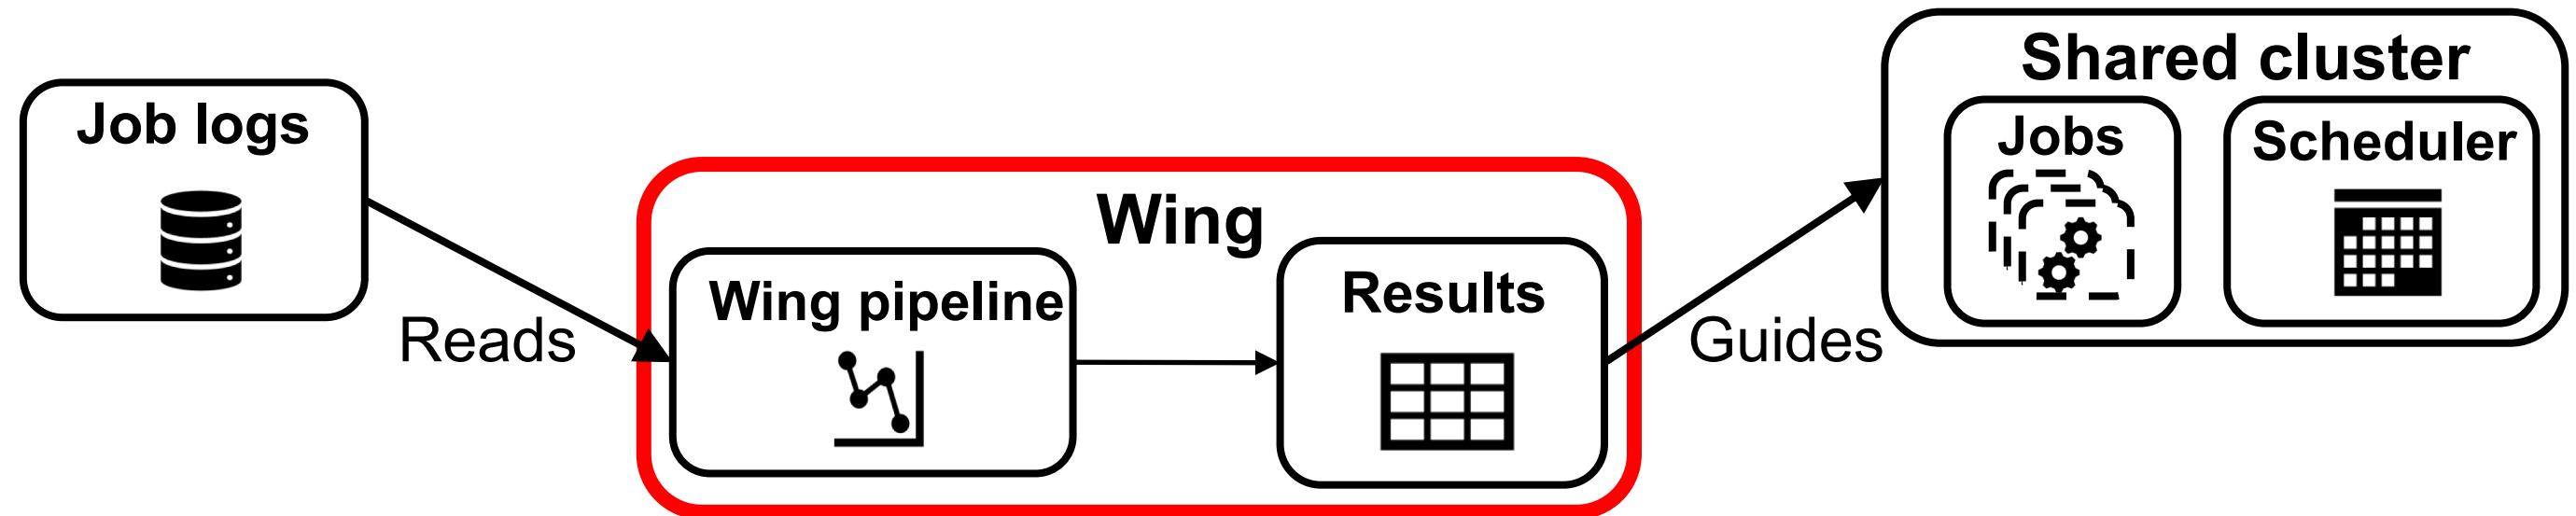 Job logs
Reads
Wing
Wing pipeline
Results
Guides
Shared cluster
Jobs
Scheduler